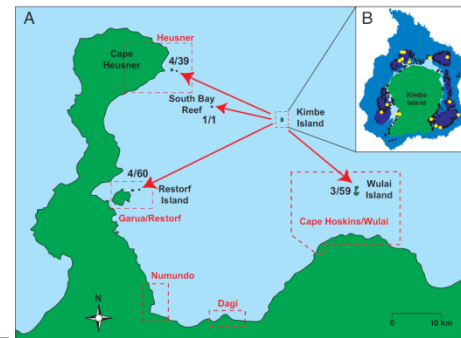 A
Heusner
Cape
Heusner
4/39
South Bay
Reef
1/1
Kimbe
Island
B
Kimbe
Island
4/60
Restorf
Island
Garua/Restorf
3/59
Wulai
Island
Cape Hoskins/Wulai
Numundo
Dagi
N
0
10 km